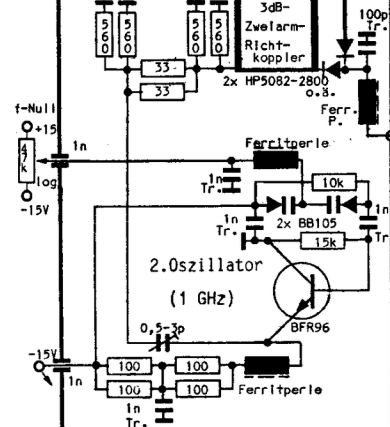 560
560
560
560
3dB-
Zweiarm-
Richt-
koppler
100p
Tr.
33
2x HP5082-2800
o.ä.
33
Ferr.
P.
f-Null
+15
47k
log
-15V
1n
Ferritperle
1n
Tr.
10k
1n
Tr.
2x BB105
1n
Tr
15k
2.Oszillator
(1 GHz)
BFR96
0,5-3p
-15V
1n
100
100
100
100
Ferritperle
1n
Tr.